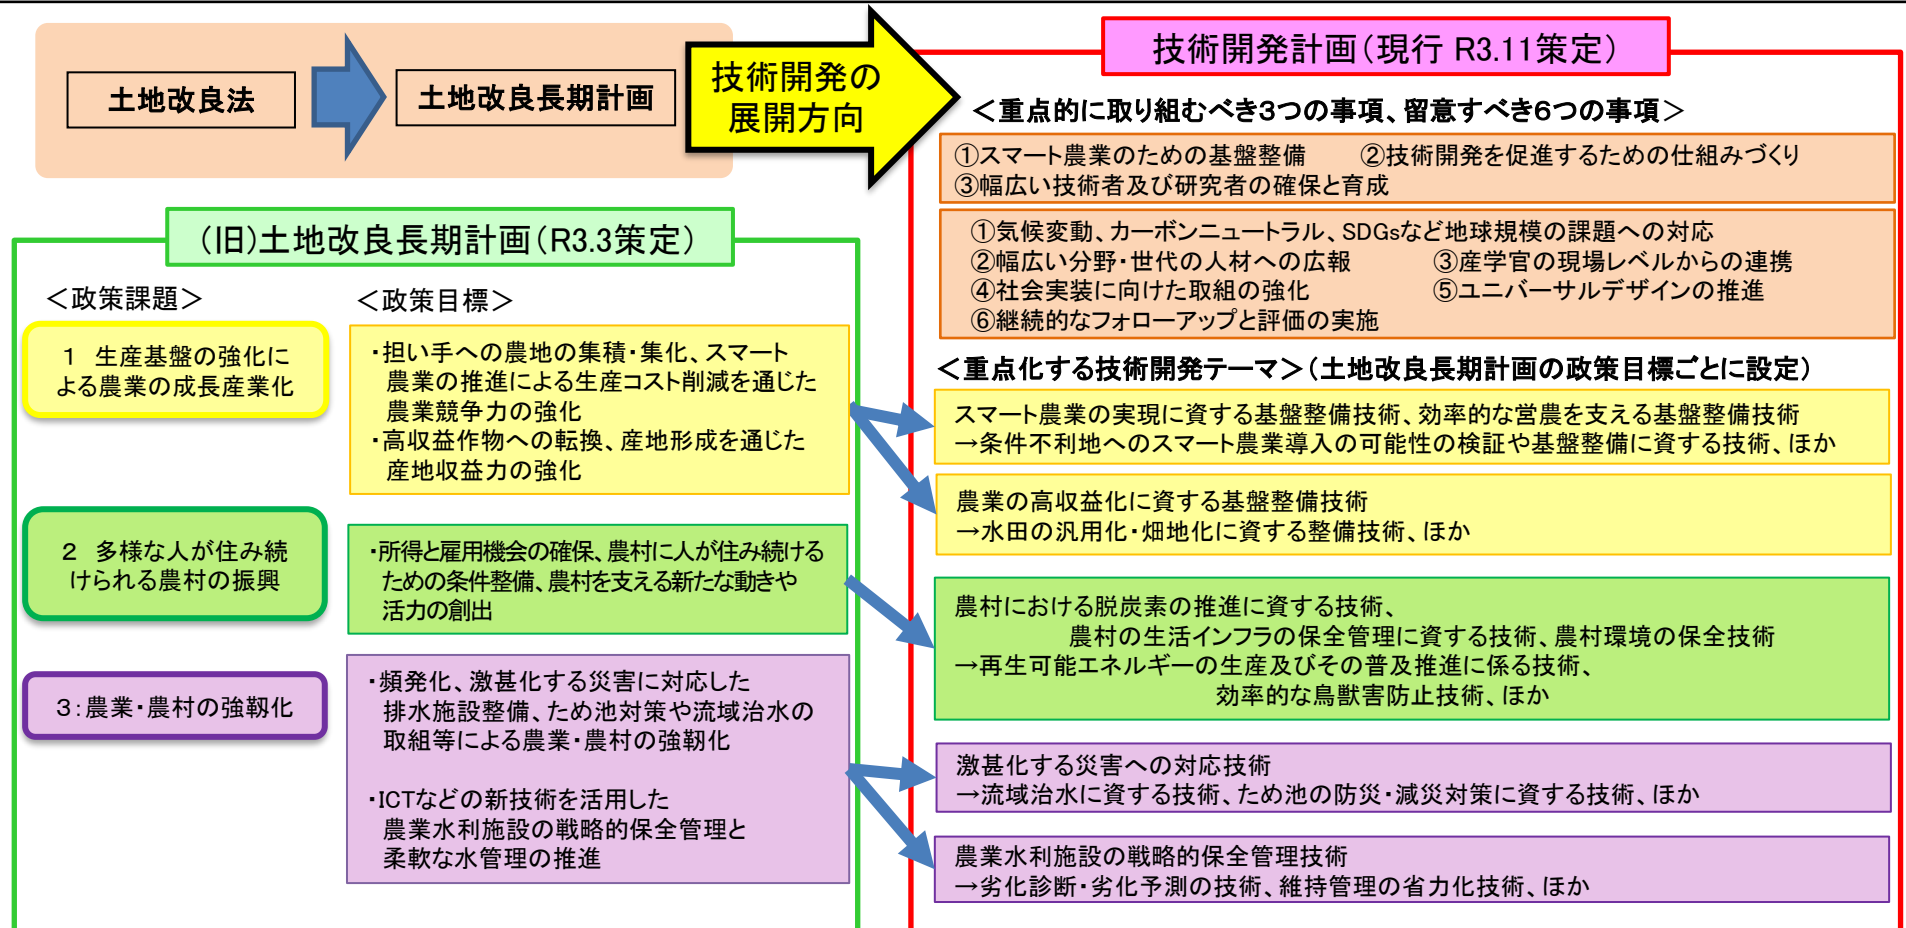 土地改良法
土地改良長期計画
技術開発の
展開方向
技術開発計画（現行 R3.11策定）
＜重点的に取り組むべき３つの事項、留意すべき６つの事項＞
①スマート農業のための基盤整備　　②技術開発を促進するための仕組みづくり
③幅広い技術者及び研究者の確保と育成
①気候変動、カーボンニュートラル、SDGsなど地球規模の課題への対応
②幅広い分野・世代の人材への広報　　③産学官の現場レベルからの連携
④社会実装に向けた取組の強化　　⑤ユニバーサルデザインの推進
⑥継続的なフォローアップと評価の実施
（旧）土地改良長期計画（R3.3策定）
＜政策課題＞
＜政策目標＞
１　生産基盤の強化に
よる農業の成長産業化
・担い手への農地の集積・集化、スマート
農業の推進による生産コスト削減を通じた
農業競争力の強化
・高収益作物への転換、産地形成を通じた
産地収益力の強化
２　多様な人が住み続
けられる農村の振興
・所得と雇用機会の確保、農村に人が住み続ける
ための条件整備、農村を支える新たな動きや
活力の創出
３：農業・農村の強靱化
・頻発化、激甚化する災害に対応した
排水施設整備、ため池対策や流域治水の
取組等による農業・農村の強靭化
・ICTなどの新技術を活用した
農業水利施設の戦略的保全管理と
柔軟な水管理の推進
＜重点化する技術開発テーマ＞（土地改良長期計画の政策目標ごとに設定）
スマート農業の実現に資する基盤整備技術、効率的な営農を支える基盤整備技術
→条件不利地へのスマート農業導入の可能性の検証や基盤整備に資する技術、ほか
農業の高収益化に資する基盤整備技術
→水田の汎用化・畑地化に資する整備技術、ほか
農村における脱炭素の推進に資する技術、
農村の生活インフラの保全管理に資する技術、農村環境の保全技術
→再生可能エネルギーの生産及びその普及推進に係る技術、
効率的な鳥獣害防止技術、ほか
激甚化する災害への対応技術
→流域治水に資する技術、ため池の防災・減災対策に資する技術、ほか
農業水利施設の戦略的保全管理技術
→劣化診断・劣化予測の技術、維持管理の省力化技術、ほか